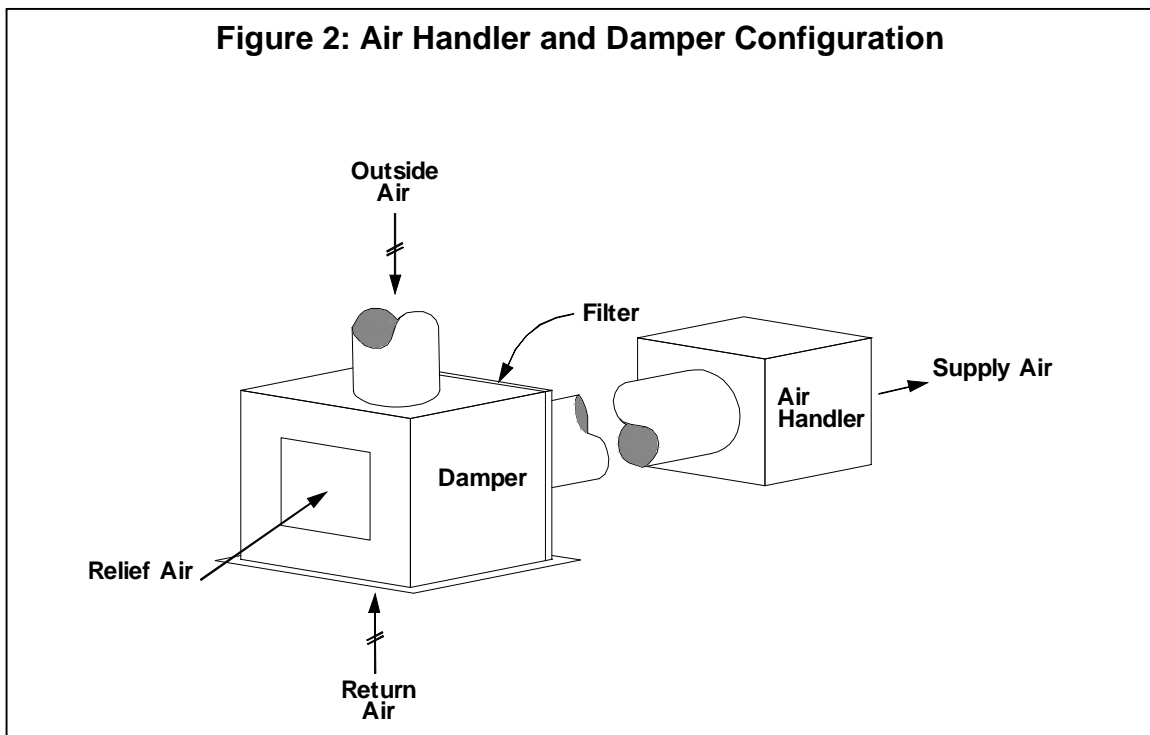 Figure 2: Air Handler and Damper Configuration
Outside
Air
Filter
Supply Air
Air
Handler
Damper
Relief Air
Return
Air